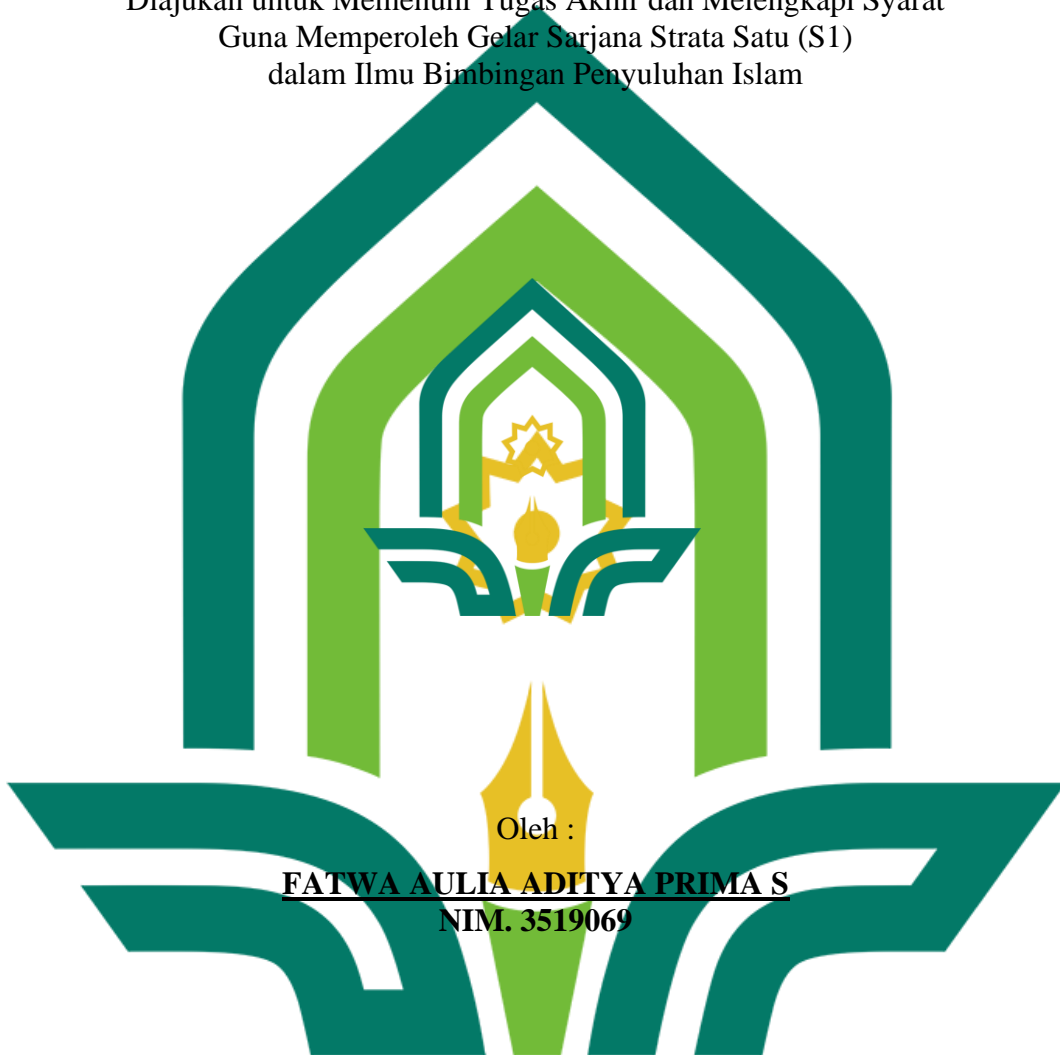 Diajukan untuk Memenuhi Tugas Akhir dan Melengkapi Syarat
Guna Memperoleh Gelar Sarjana Strata Satu (S1)
dalam Ilmu Bimbingan Penyuluhan Islam
Oleh :
FATWA AULIA ADITYA PRIMA S
NIM. 3519069